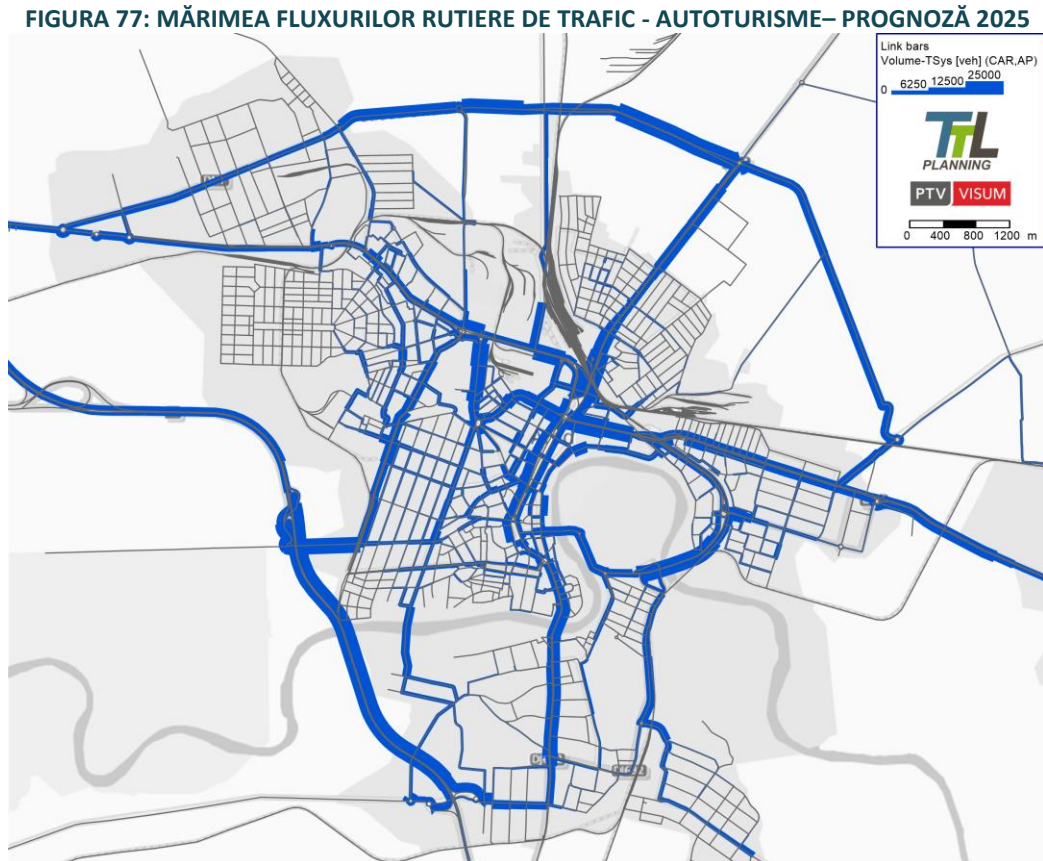 FIGURA 77: MĂRIMEA FLUXURILOR RUTIERE DE TRAFIC - AUTOTURISME– PROGNOZĂ 2025
Link bars
Volume-TSys [veh] (CAR,AP)
0 6250 12500 25000
TTL
PLANNING
PTV VISUM
0 400 800 1200 m